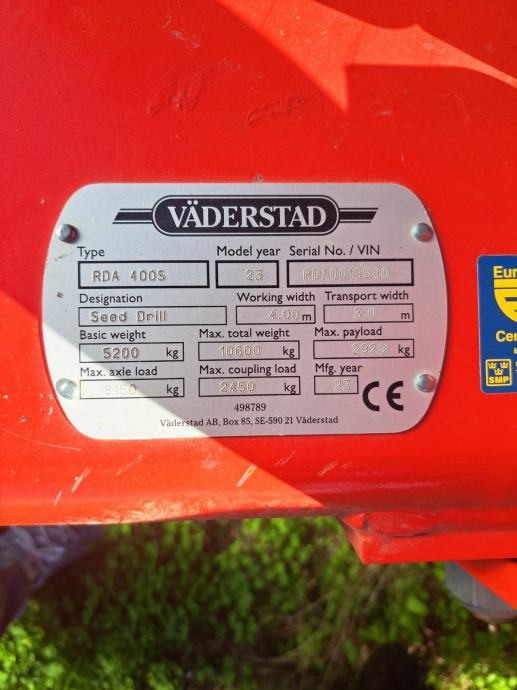 VÄDERSTAD
Type Model year Serial No. / VIN
RDA 400S 23
Designation Working width Transport width
Seed Drill 4.00 m 3.0 m
Basic weight Max. total weight Max. payload
5200 kg 10600 kg kg
Max. axle load Max. coupling load Mfg. year
8150 kg 2450 kg 23 CE
498789
Väderstad AB, Box 85, SE-590 21 Väderstad
SMP